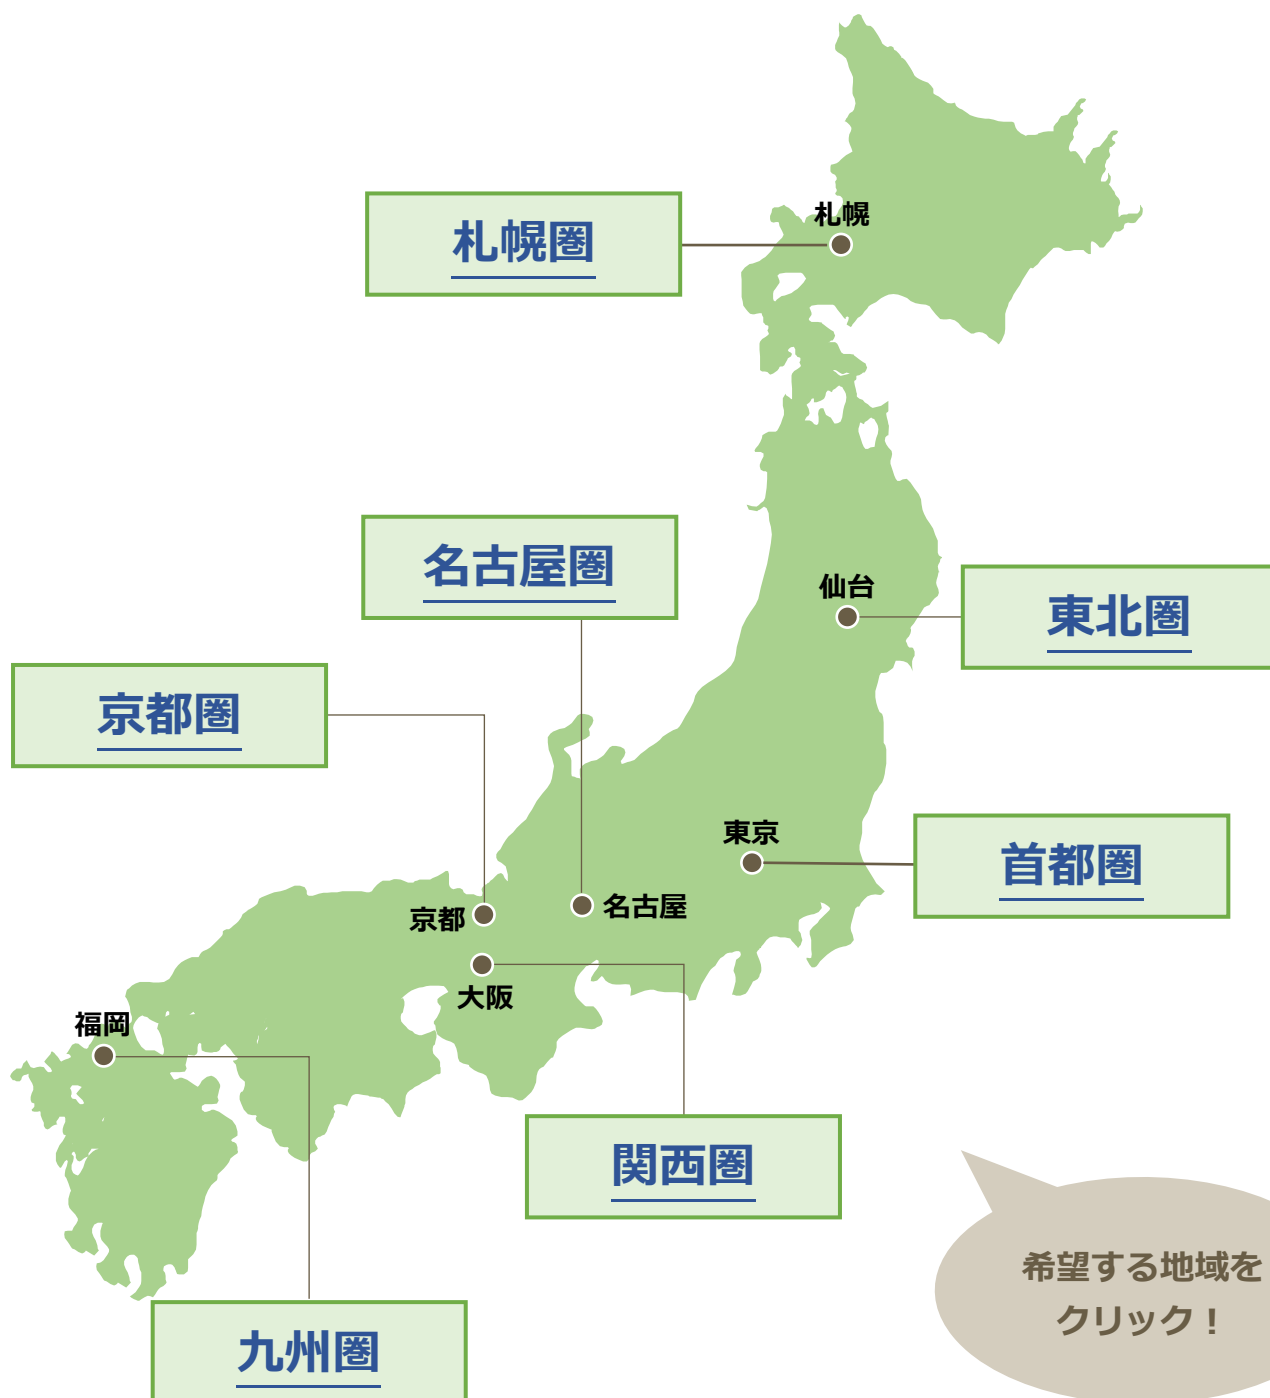 札幌
札幌圏
名古屋圏
仙台
東北圏
京都圏
東京
首都圏
京都
名古屋
大阪
福岡
関西圏
希望する地域を
クリック！
九州圏